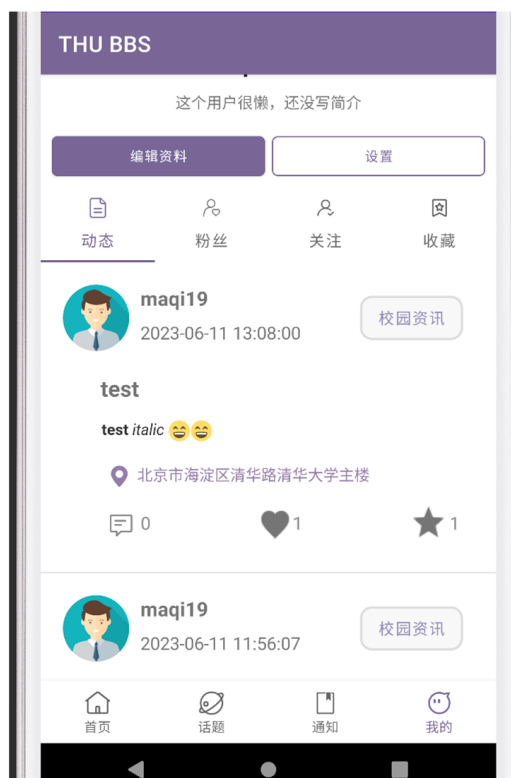 THU BBS
这个用户很懒，还没写简介
编辑资料
设置
动态
粉丝
关注
收藏
maqi19
2023-06-11 13:08:00
校园资讯
test
test italic 😄😄
北京市海淀区清华路清华大学主楼
0
1
1
maqi19
2023-06-11 11:56:07
校园资讯
首页
话题
通知
我的